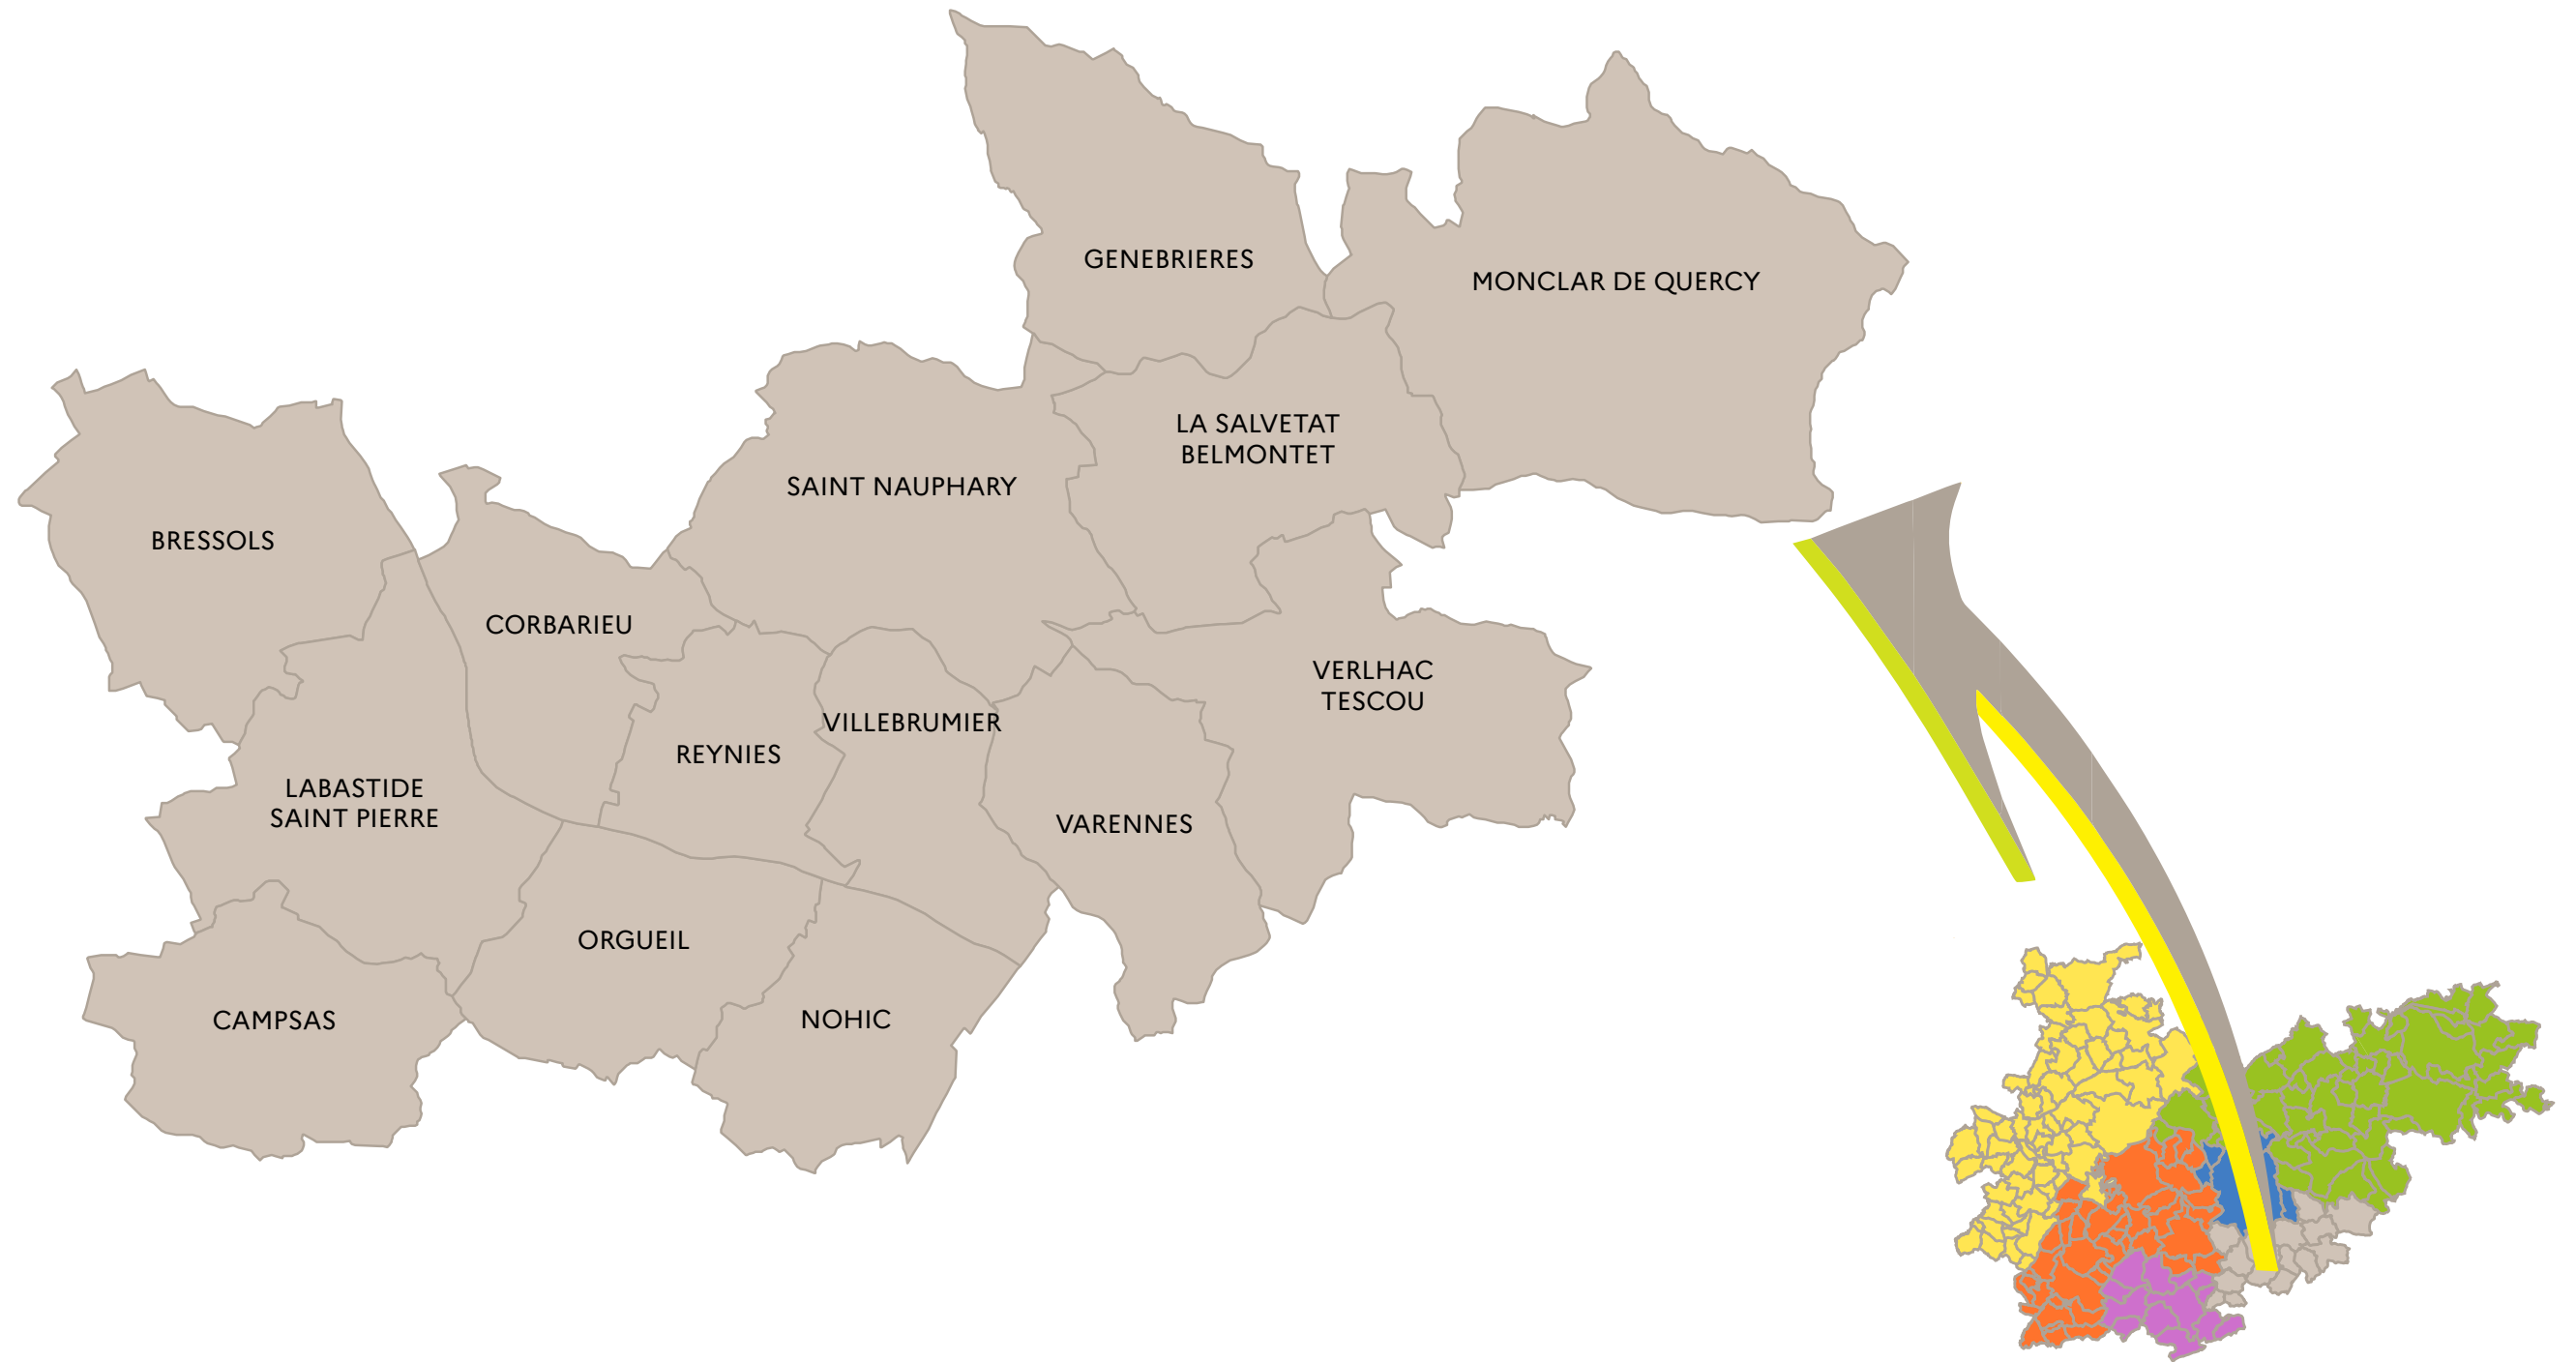 GENEBRIERES
MONCLAR DE QUERCY
LA SALVETAT
BELMONTET
SAINT NAUPHARY
BRESSOLS
CORBARIEU
VERLHAC
TESCOU
VILLEBRUMIER
REYNIES
LABASTIDE
SAINT PIERRE
VARENNES
ORGUEIL
CAMPSAS
NOHIC